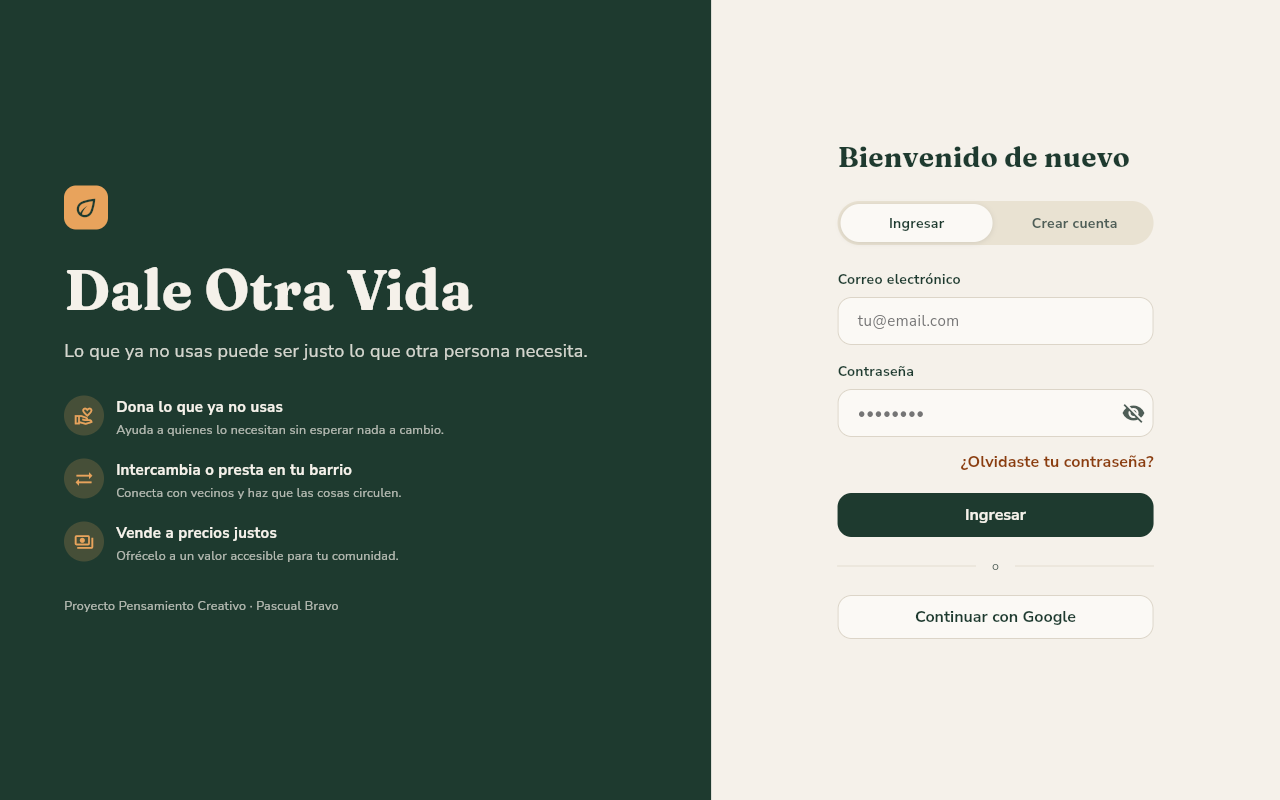 Dale Otra Vida
Lo que ya no usas puede ser justo lo que otra persona necesita.
Dona lo que ya no usas
Ayuda a quienes lo necesitan sin esperar nada a cambio.
Intercambia o presta en tu barrio
Conecta con vecinos y haz que las cosas circulen.
Vende a precios justos
Ofrécelo a un valor accesible para tu comunidad.
Proyecto Pensamiento Creativo · Pascual Bravo
Bienvenido de nuevo
Ingresar
Crear cuenta
Correo electrónico
tu@email.com
Contraseña
••••••••
¿Olvidaste tu contraseña?
Ingresar
o
Continuar con Google